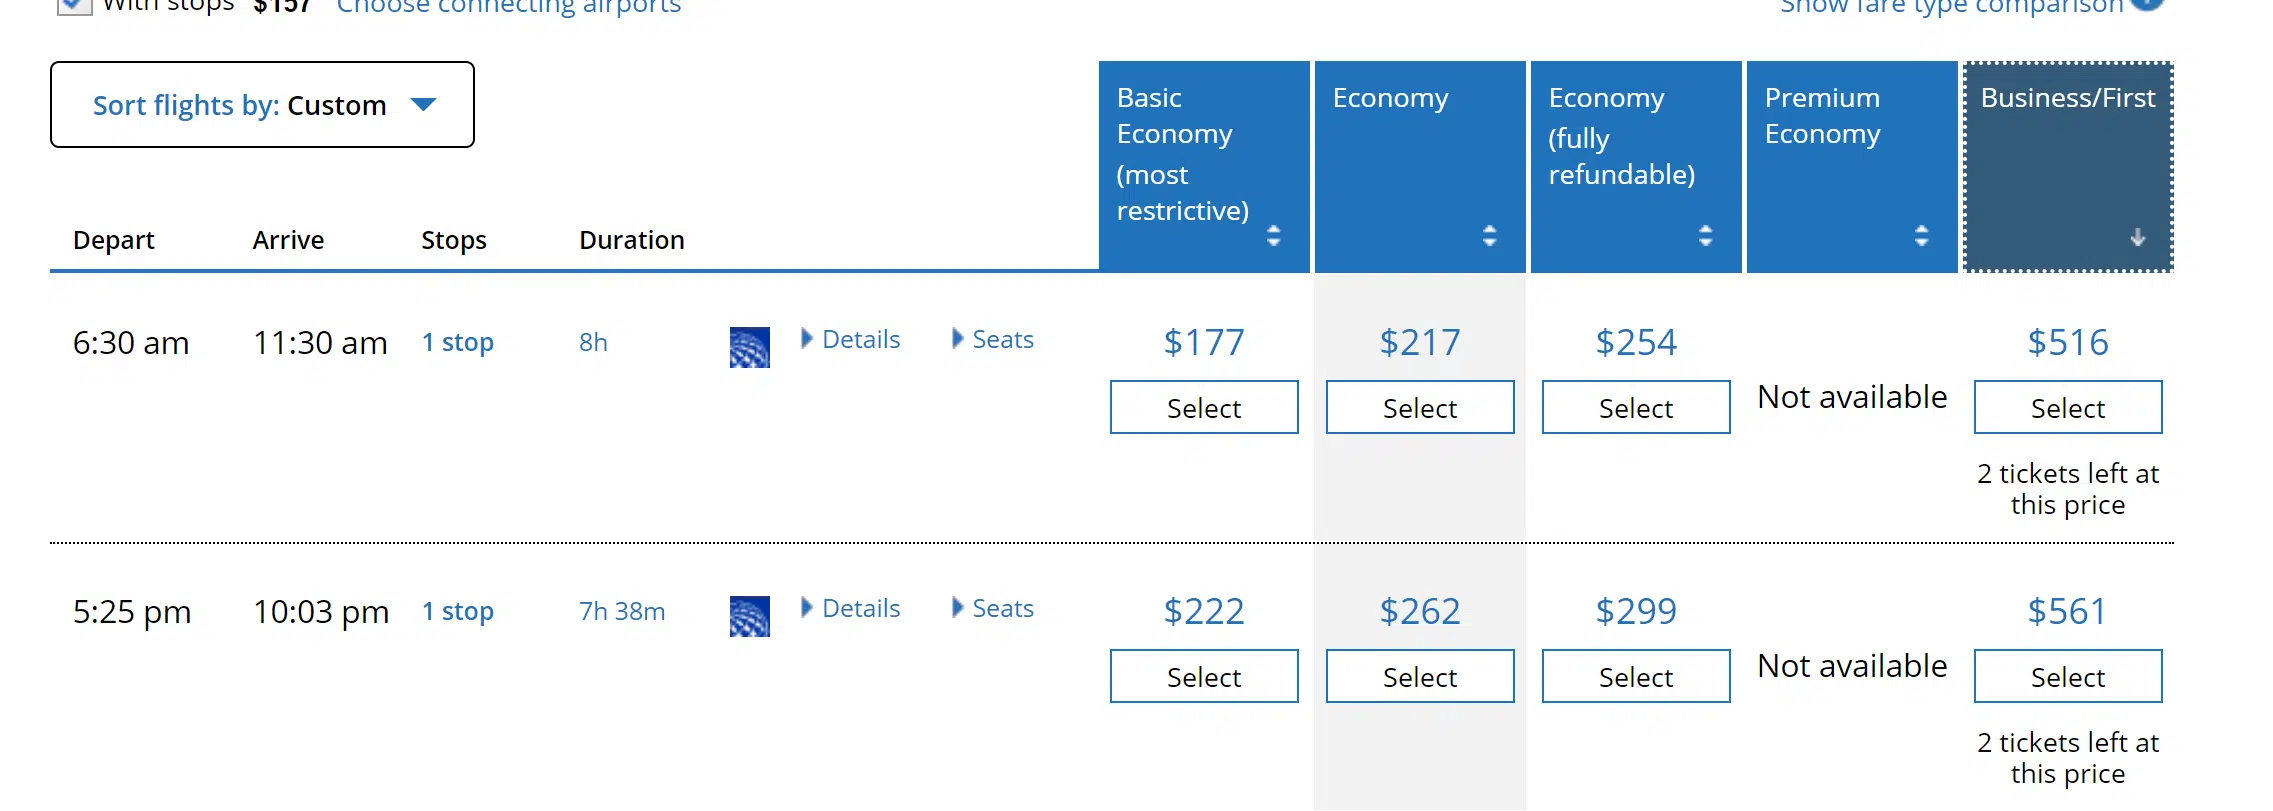 With stops $157 Choose connecting airports
Show fare type comparison
Sort flights by: Custom
Basic
Economy
(most
restrictive)
Economy
Economy
(fully
refundable)
Premium
Economy
Business/First
Depart Arrive Stops Duration
6:30 am 11:30 am 1 stop 8h Details Seats $177 $217 $254 $516
Select Select Select Not available Select
2 tickets left at
this price
5:25 pm 10:03 pm 1 stop 7h 38m Details Seats $222 $262 $299 $561
Select Select Select Not available Select
2 tickets left at
this price